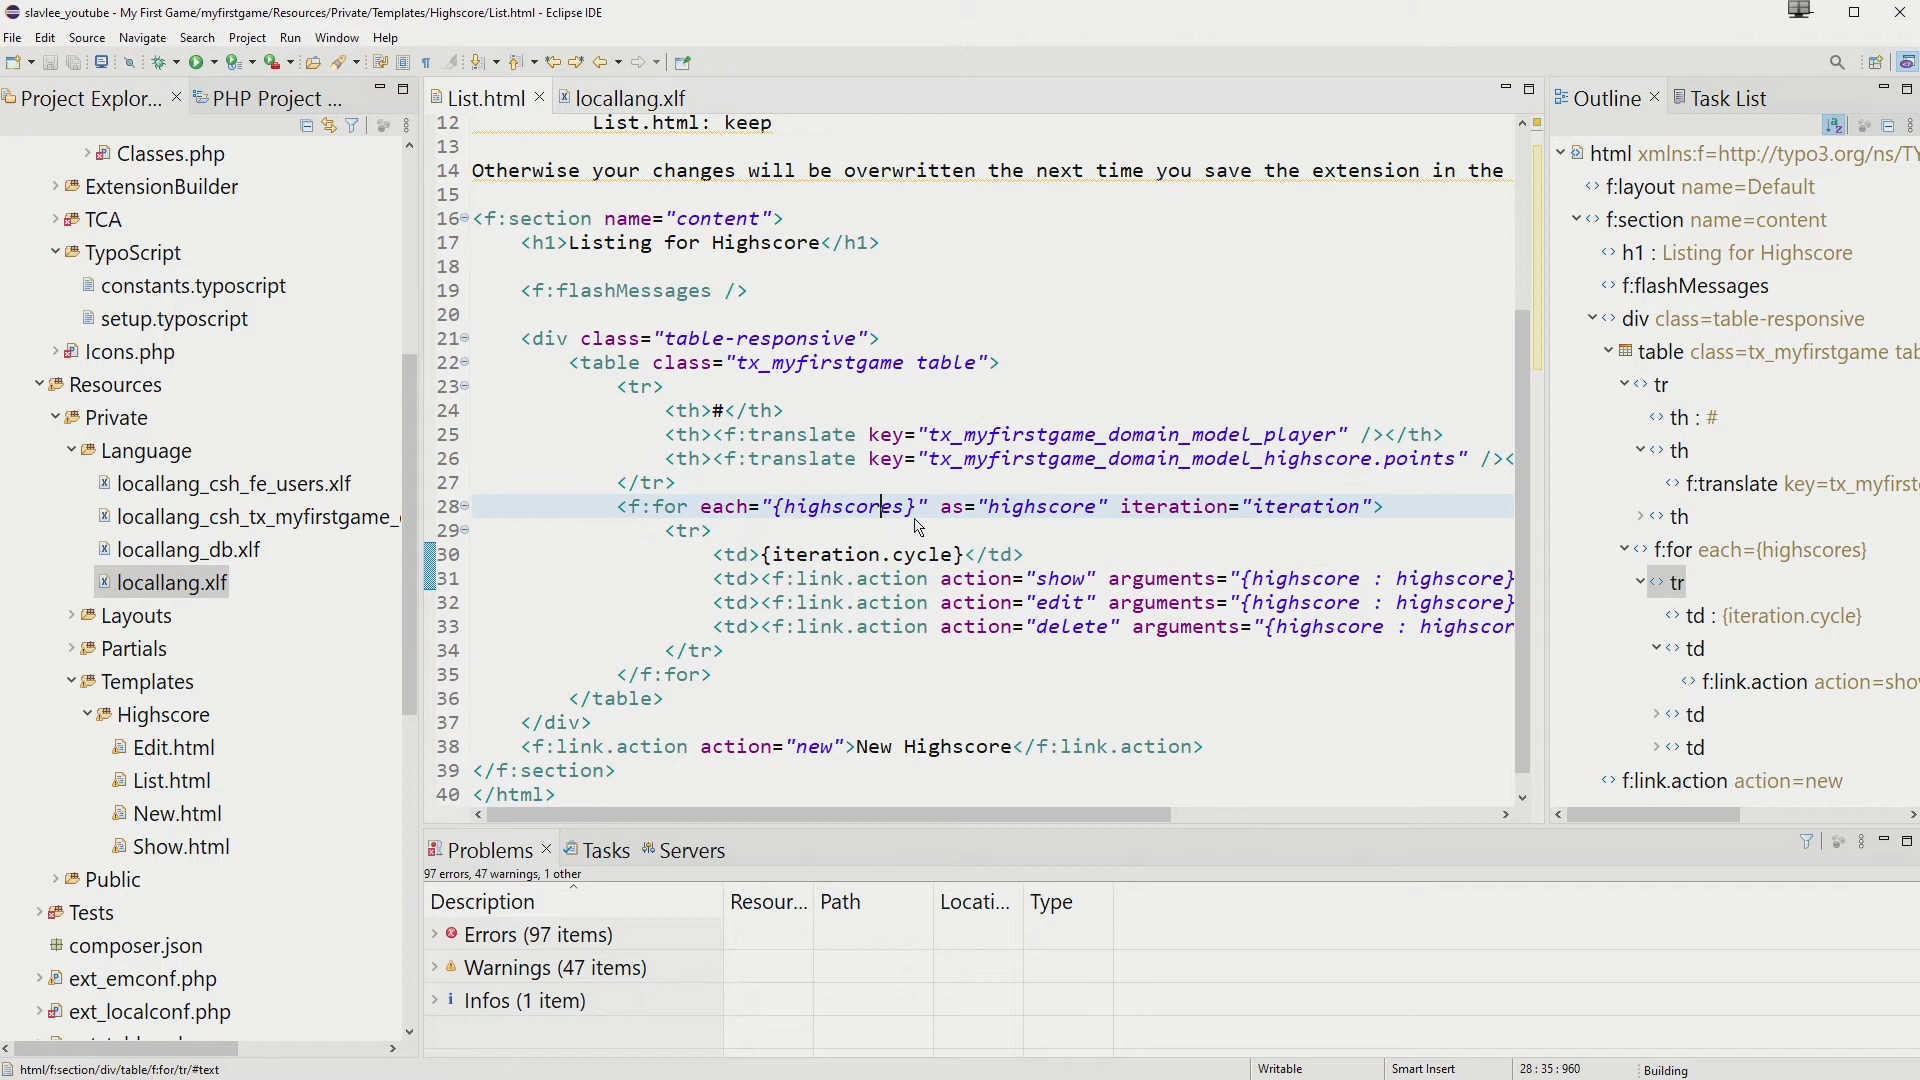 slavlee_youtube - My First Game/myfirstgame/Resources/Private/Templates/Highscore/List.html - Eclipse IDE
File Edit Source Navigate Search Project Run Window Help
Project Explor... PHP Project ...
Classes.php
ExtensionBuilder
TCA
TypoScript
constants.typoscript
setup.typoscript
Icons.php
Resources
Private
Language
locallang_csh_fe_users.xlf
locallang_csh_tx_myfirstgame_
locallang_db.xlf
locallang.xlf
Layouts
Partials
Templates
Highscore
Edit.html
List.html
New.html
Show.html
Public
Tests
composer.json
ext_emconf.php
ext_localconf.php
List.html locallang.xlf
12 List.html: keep
13
14 Otherwise your changes will be overwritten the next time you save the extension in the
15
16 <f:section name="content">
17 <h1>Listing for Highscore</h1>
18
19 <f:flashMessages />
20
21 <div class="table-responsive">
22 <table class="tx_myfirstgame table">
23 <tr>
24 <th>#</th>
25 <th><f:translate key="tx_myfirstgame_domain_model_player" /></th>
26 <th><f:translate key="tx_myfirstgame_domain_model_highscore.points" /><
27 </tr>
28 <f:for each="{highscores}" as="highscore" iteration="iteration">
29 <tr>
30 <td>{iteration.cycle}</td>
31 <td><f:link.action action="show" arguments="{highscore : highscore}
32 <td><f:link.action action="edit" arguments="{highscore : highscore}
33 <td><f:link.action action="delete" arguments="{highscore : highscor
34 </tr>
35 </f:for>
36 </table>
37 </div>
38 <f:link.action action="new">New Highscore</f:link.action>
39 </f:section>
40 </html>
Outline Task List
html xmlns:f=http://typo3.org/ns/TY
f:layout name=Default
f:section name=content
h1 : Listing for Highscore
f:flashMessages
div class=table-responsive
table class=tx_myfirstgame tab
tr
th : #
th
f:translate key=tx_myfirs
th
f:for each={highscores}
tr
td : {iteration.cycle}
td
f:link.action action=sho
td
td
f:link.action action=new
Problems Tasks Servers
97 errors, 47 warnings, 1 other
Description Resour... Path Locati... Type
Errors (97 items)
Warnings (47 items)
Infos (1 item)
html/f:section/div/table/f:for/tr/#text Writable Smart Insert 28 : 35 : 960 Building